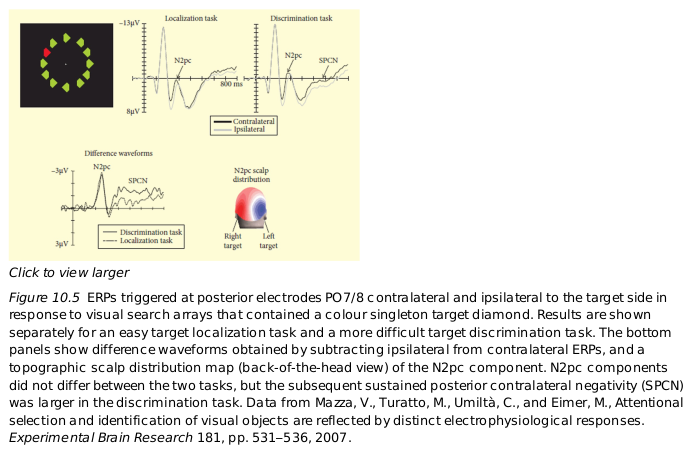 Localization task
−13µV
N2pc
800 ms
8µV
Discrimination task
N2pc
SPCN
Contralateral
Ipsilateral
Difference waveforms
N2pc
−3µV
SPCN
3µV
Discrimination task
Localization task
N2pc scalp
distribution
Right
target
Left
target
Click to view larger
Figure 10.5 ERPs triggered at posterior electrodes PO7/8 contralateral and ipsilateral to the target side in
response to visual search arrays that contained a colour singleton target diamond. Results are shown
separately for an easy target localization task and a more difficult target discrimination task. The bottom
panels show difference waveforms obtained by subtracting ipsilateral from contralateral ERPs, and a
topographic scalp distribution map (back-of-the-head view) of the N2pc component. N2pc components
did not differ between the two tasks, but the subsequent sustained posterior contralateral negativity (SPCN)
was larger in the discrimination task. Data from Mazza, V., Turatto, M., Umiltà, C., and Eimer, M., Attentional
selection and identification of visual objects are reflected by distinct electrophysiological responses.
Experimental Brain Research 181, pp. 531–536, 2007.